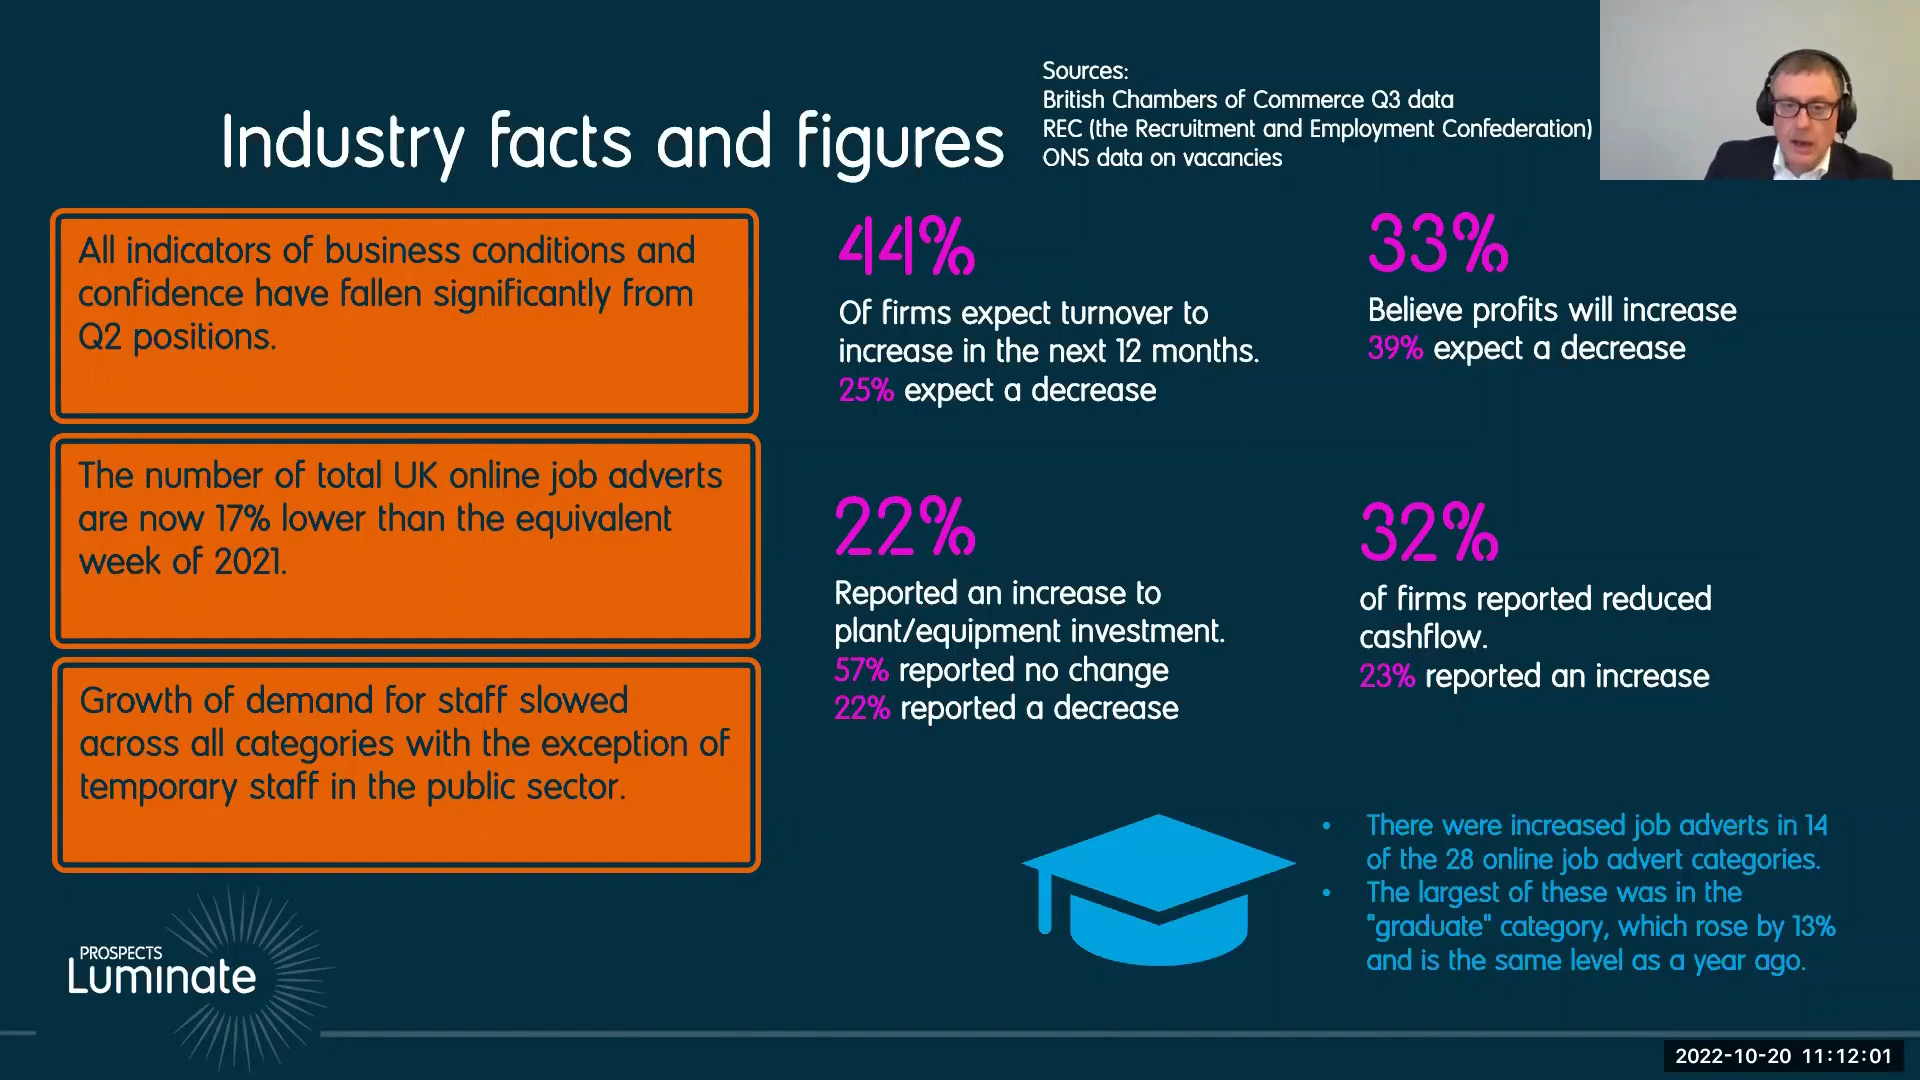 Industry facts and figures
Sources:
British Chambers of Commerce Q3 data
REC (the Recruitment and Employment Confederation)
ONS data on vacancies
All indicators of business conditions and
confidence have fallen significantly from
Q2 positions.
The number of total UK online job adverts
are now 17% lower than the equivalent
week of 2021.
Growth of demand for staff slowed
across all categories with the exception of
temporary staff in the public sector.
44%
Of firms expect turnover to
increase in the next 12 months.
25% expect a decrease
33%
Believe profits will increase
39% expect a decrease
22%
Reported an increase to
plant/equipment investment.
57% reported no change
22% reported a decrease
32%
of firms reported reduced
cashflow.
23% reported an increase
• There were increased job adverts in 14
of the 28 online job advert categories.
• The largest of these was in the
"graduate" category, which rose by 13%
and is the same level as a year ago.
PROSPECTS
Luminate
2022-10-20 11:12:01